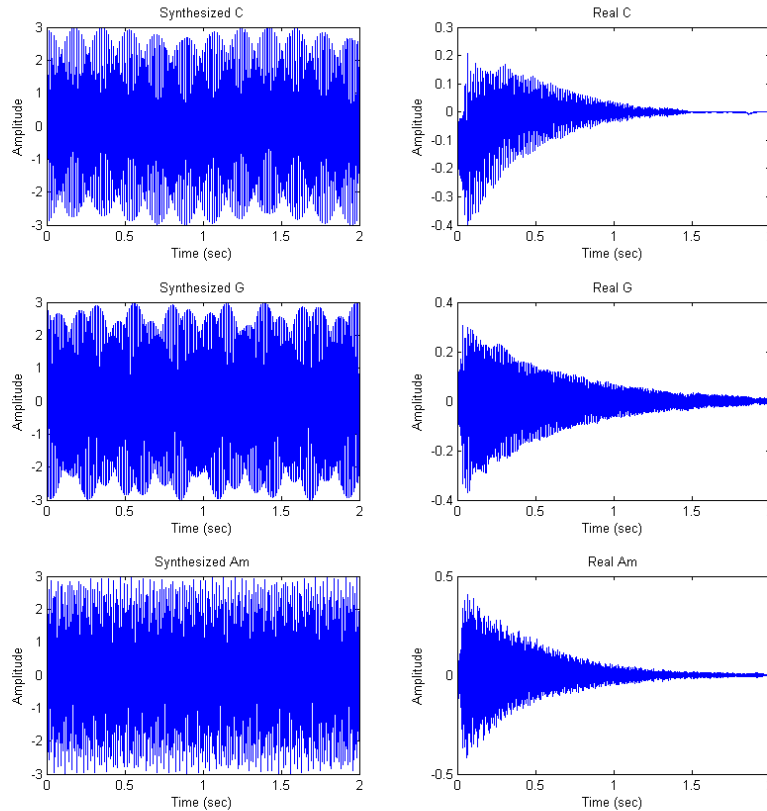 Synthesized C
3
2
1
0
-1
-2
-3
Amplitude
0 0.5 1 1.5 2
Time (sec)
Real C
0.3
0.2
0.1
0
-0.1
-0.2
-0.3
-0.4
Amplitude
0 0.5 1 1.5
Time (sec)
Synthesized G
3
2
1
0
-1
-2
-3
Amplitude
0 0.5 1 1.5 2
Time (sec)
Real G
0.4
0.2
0
-0.2
-0.4
Amplitude
0 0.5 1 1.5
Time (sec)
Synthesized Am
3
2
1
0
-1
-2
-3
Amplitude
0 0.5 1 1.5 2
Time (sec)
Real Am
0.5
0
-0.5
Amplitude
0 0.5 1 1.5
Time (sec)